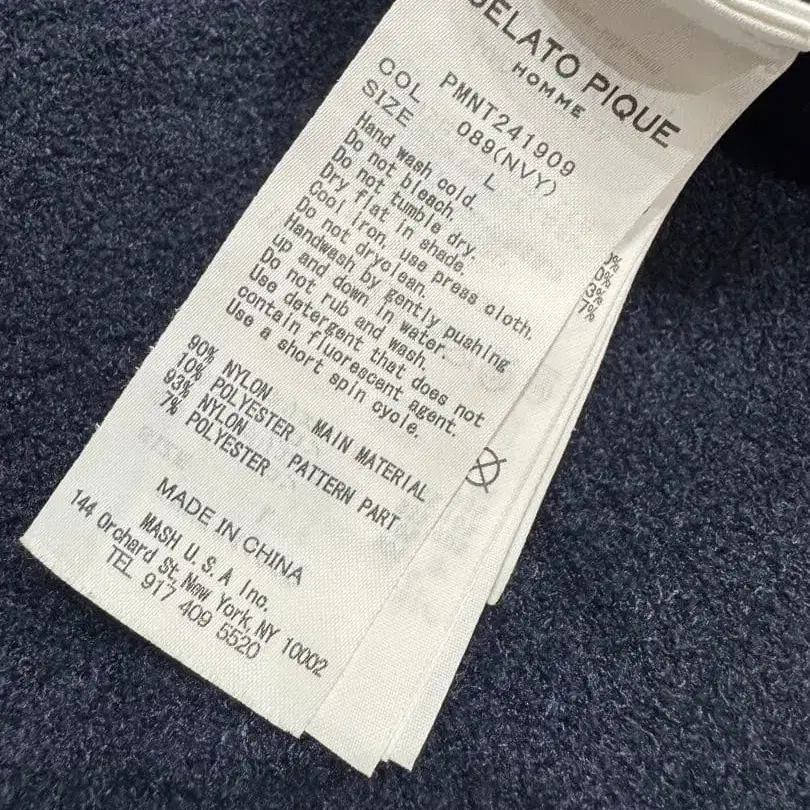 GELATO PIQUE
HOMME
PMNT241909
COL 089(NVY)
SIZE L
Hand wash cold.
Do not bleach.
Do not tumble dry.
Dry flat in shade.
Cool iron, use press cloth.
Do not dryclean.
Handwash by gently pushing
up and down in water.
Do not rub and wash.
Use detergent that does not
contain fluorescent agent.
Use a short spin cycle.
90% NYLON
10% POLYESTER MAIN MATERIAL
93% NYLON
7% POLYESTER PATTERN PART
MADE IN CHINA
MASH U.S.A Inc.
144 Orchard St, New York, NY 10002
TEL 917 409 5520
0%
3%
7%